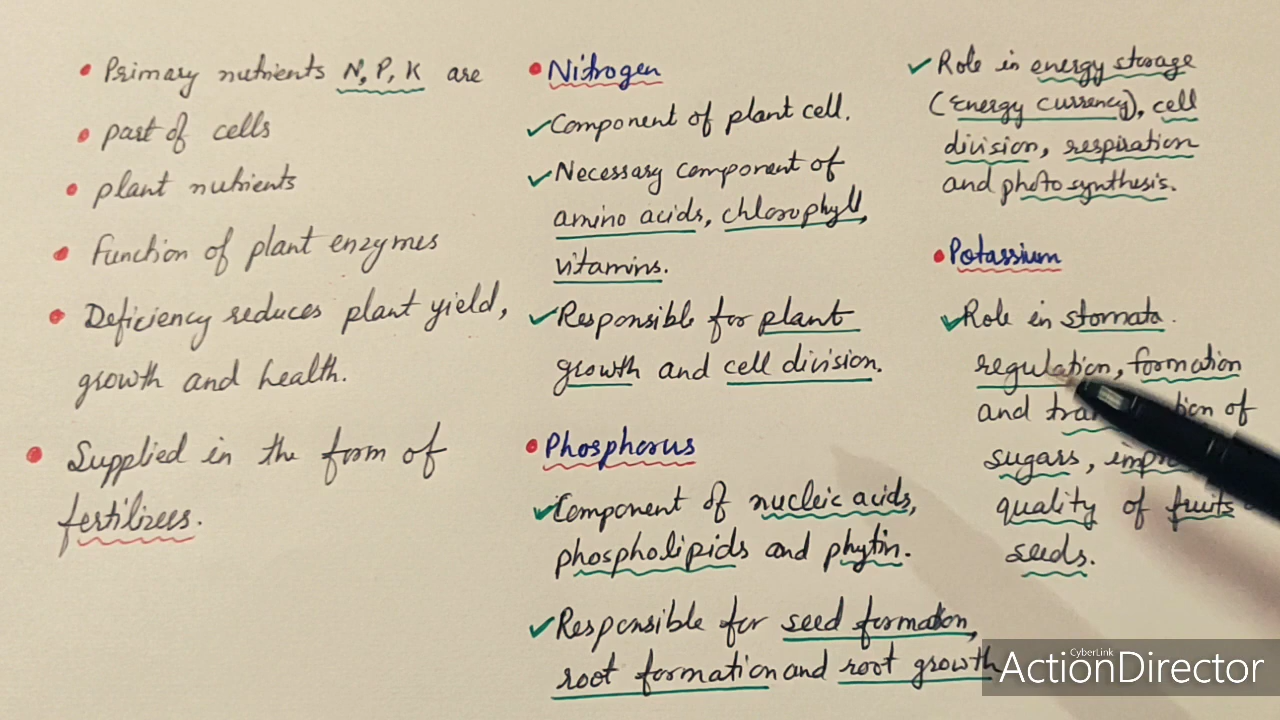 Primary nutrients N, P, K are
part of cells
plant nutrients
Function of plant enzymes
Deficiency reduces plant yield,
growth and health.
Supplied in the form of
fertilizers.
Nitrogen
Component of plant cell.
Necessary component of
amino acids, chlorophyll,
vitamins.
Responsible for plant
growth and cell division.
Phosphorus
Component of nucleic acids,
phospholipids and phytin.
Responsible for seed formation,
root formation and root growth
Role in energy storage
(Energy currency), cell
division, respiration
and photosynthesis.
Potassium
Role in stomata
regulation, formation
and of
sugars,
quality of fruits
seeds.
CyberLink
ActionDirector